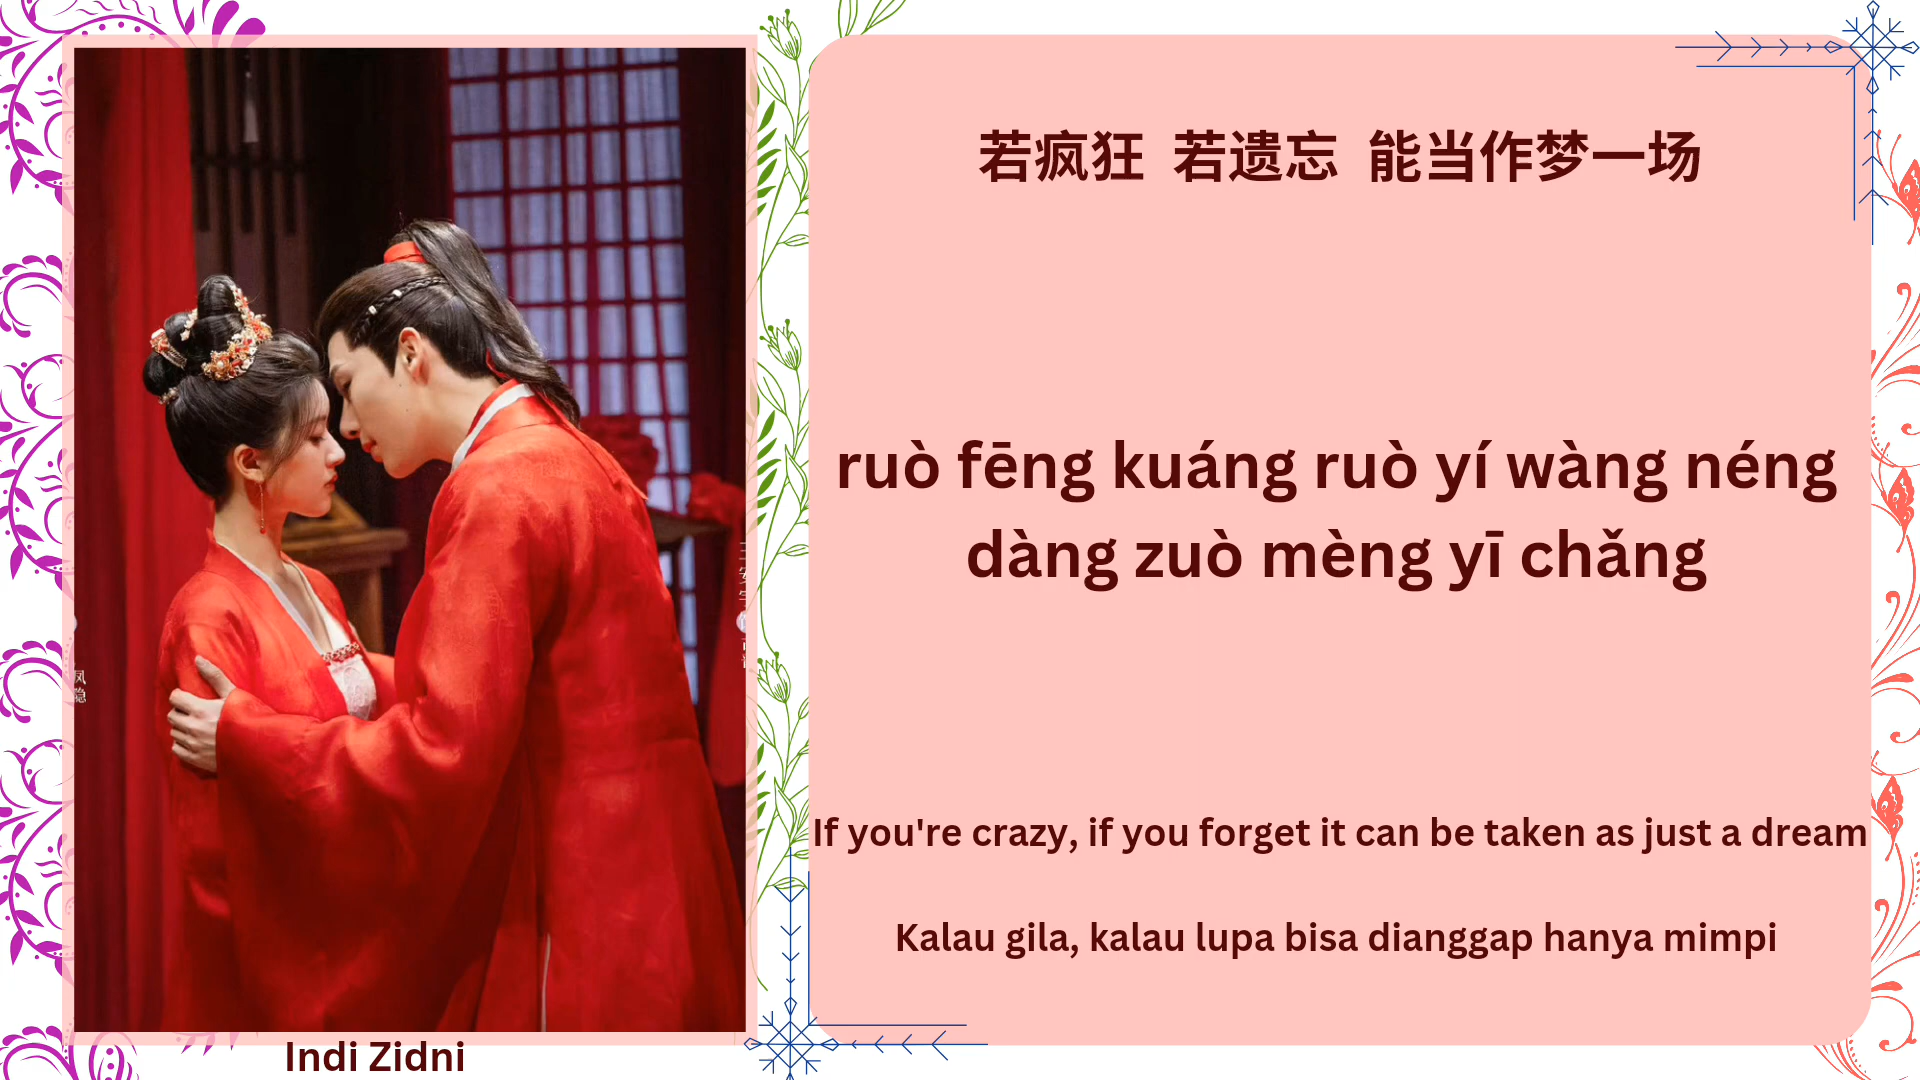 若疯狂 若遗忘 能当作梦一场
ruò fēng kuáng ruò yí wàng néng
dàng zuò mèng yī chǎng
If you're crazy, if you forget it can be taken as just a dream
Kalau gila, kalau lupa bisa dianggap hanya mimpi
凤
隐
Indi Zidni